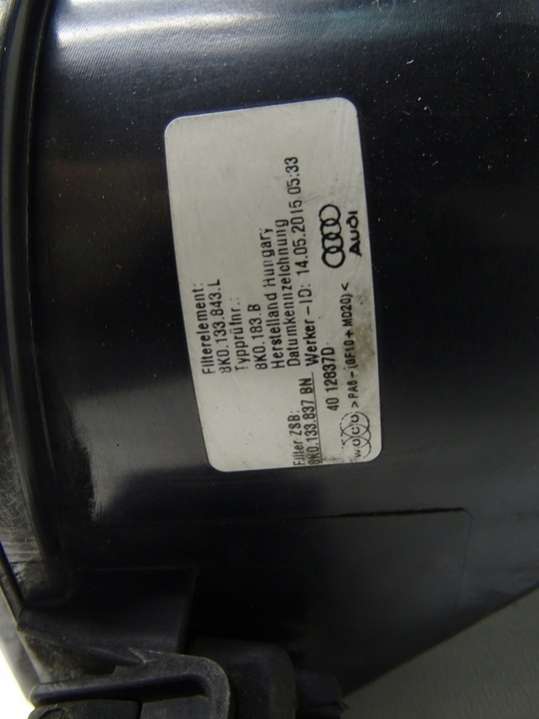 Filterelement:
8K0.133.843.L
Typprüfnr.:
8K0.183.B
Herstelland Hungary
Datumkennzeichnung
Filter ZSB: Werker-ID: 14.05.2015 05:33
8K0.133.837 BN
40 12837D
WOCO >PA6-(GF10+MD20)< Audi